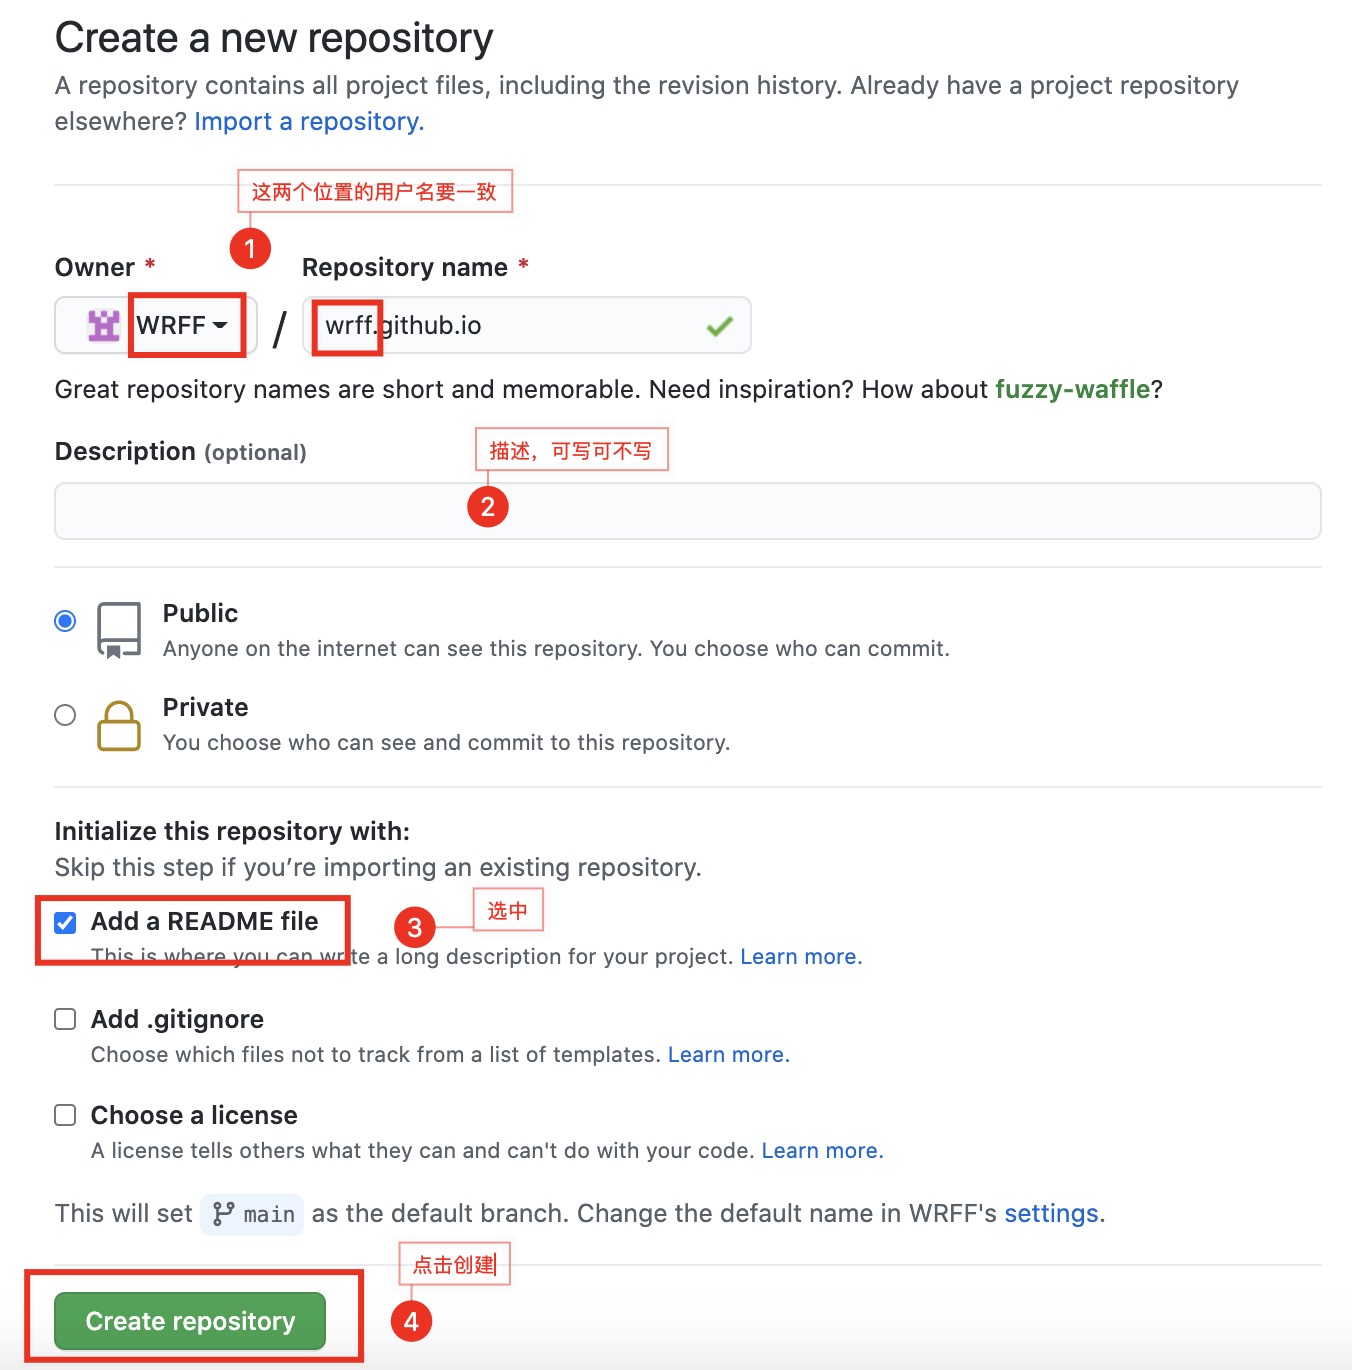 Create a new repository
A repository contains all project files, including the revision history. Already have a project repository
elsewhere? Import a repository.
这两个位置的用户名要一致
1
Owner * Repository name *
WRFF / wrff.github.io
Great repository names are short and memorable. Need inspiration? How about fuzzy-waffle?
Description (optional)
描述，可写可不写
2
Public
Anyone on the internet can see this repository. You choose who can commit.
Private
You choose who can see and commit to this repository.
Initialize this repository with:
Skip this step if you’re importing an existing repository.
Add a README file
3 选中
This is where you can write a long description for your project. Learn more.
Add .gitignore
Choose which files not to track from a list of templates. Learn more.
Choose a license
A license tells others what they can and can't do with your code. Learn more.
This will set main as the default branch. Change the default name in WRFF's settings.
点击创建
Create repository
4